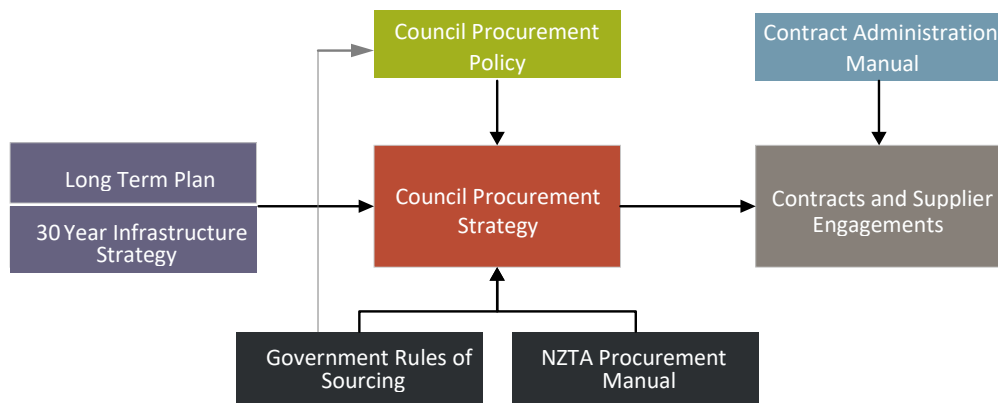 Council Procurement
Policy
Contract Administration
Manual
Long Term Plan
30 Year Infrastructure
Strategy
Council Procurement
Strategy
Contracts and Supplier
Engagements
Government Rules of
Sourcing
NZTA Procurement
Manual